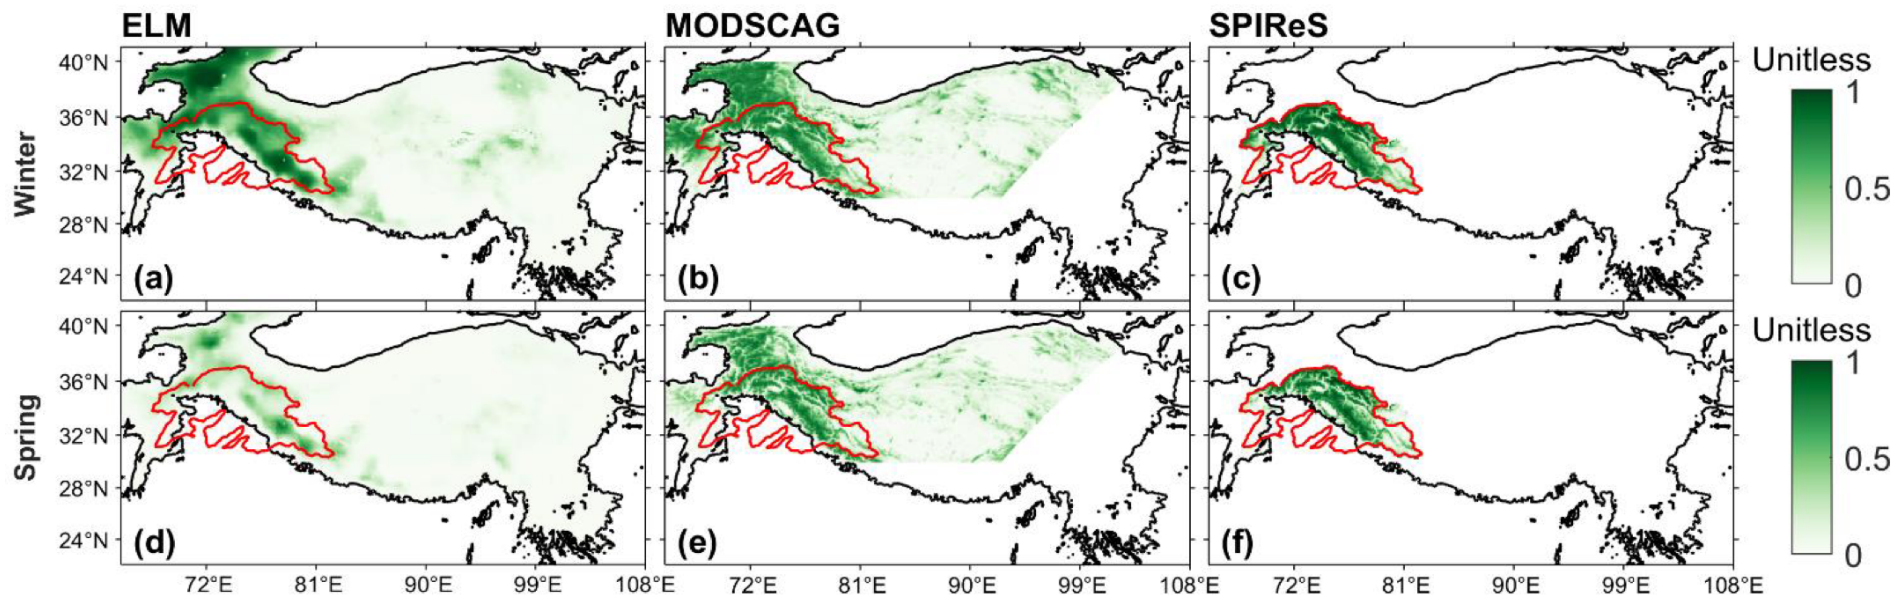 ELM MODSCAG SPIReS
Unitless
40°N
36°N
32°N
28°N
24°N
Winter
(a) (b) (c)
1
0.5
0
Unitless
40°N
36°N
32°N
28°N
24°N
Spring
(d) (e) (f)
1
0.5
0
72°E 81°E 90°E 99°E 108°E 72°E 81°E 90°E 99°E 108°E 72°E 81°E 90°E 99°E 108°E